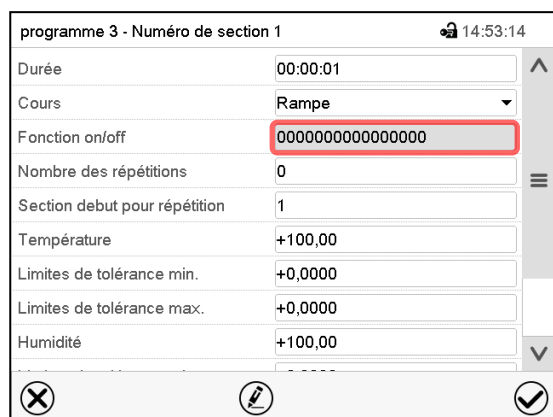 programme 3 - Numéro de section 1 14:53:14
Durée 00:00:01
Cours Rampe
Fonction on/off 0000000000000000
Nombre des répétitions 0
Section debut pour répétition 1
Température +100,00
Limites de tolérance min. +0,0000
Limites de tolérance max. +0,0000
Humidité +100,00